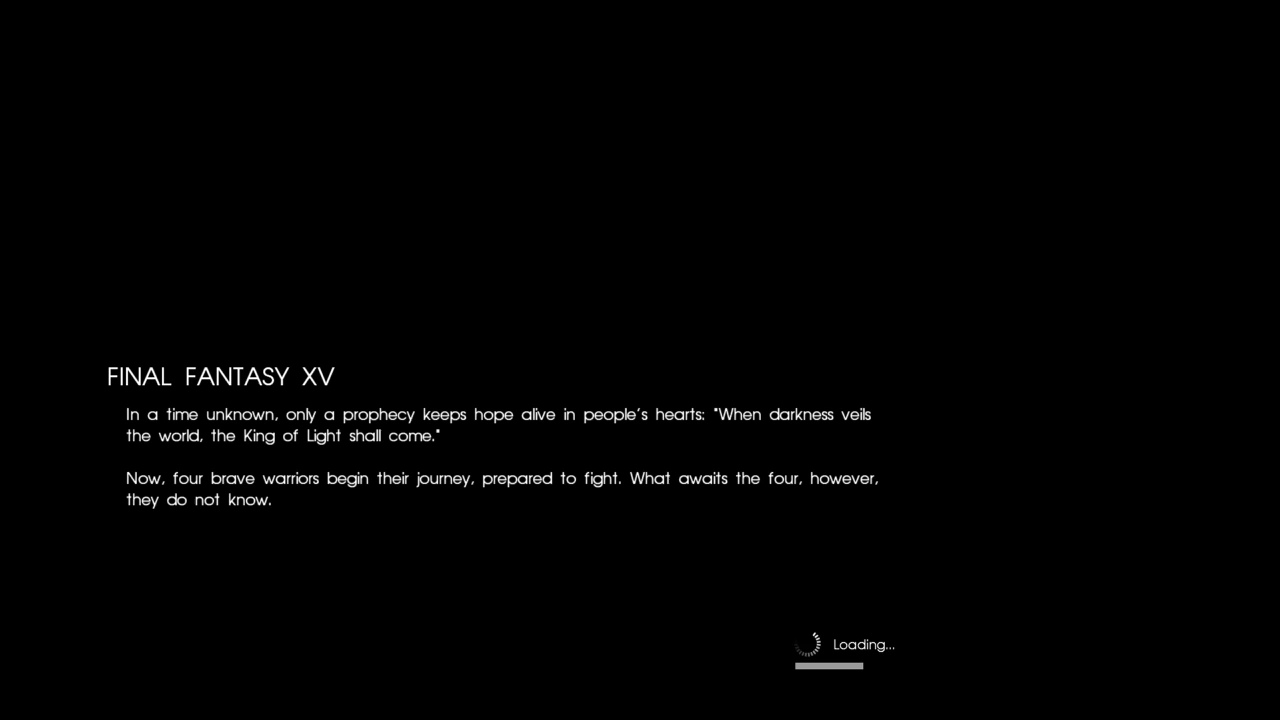 FINAL FANTASY XV
In a time unknown, only a prophecy keeps hope alive in people's hearts: "When darkness veils
the world, the King of Light shall come."
Now, four brave warriors begin their journey, prepared to fight. What awaits the four, however,
they do not know.
Loading...